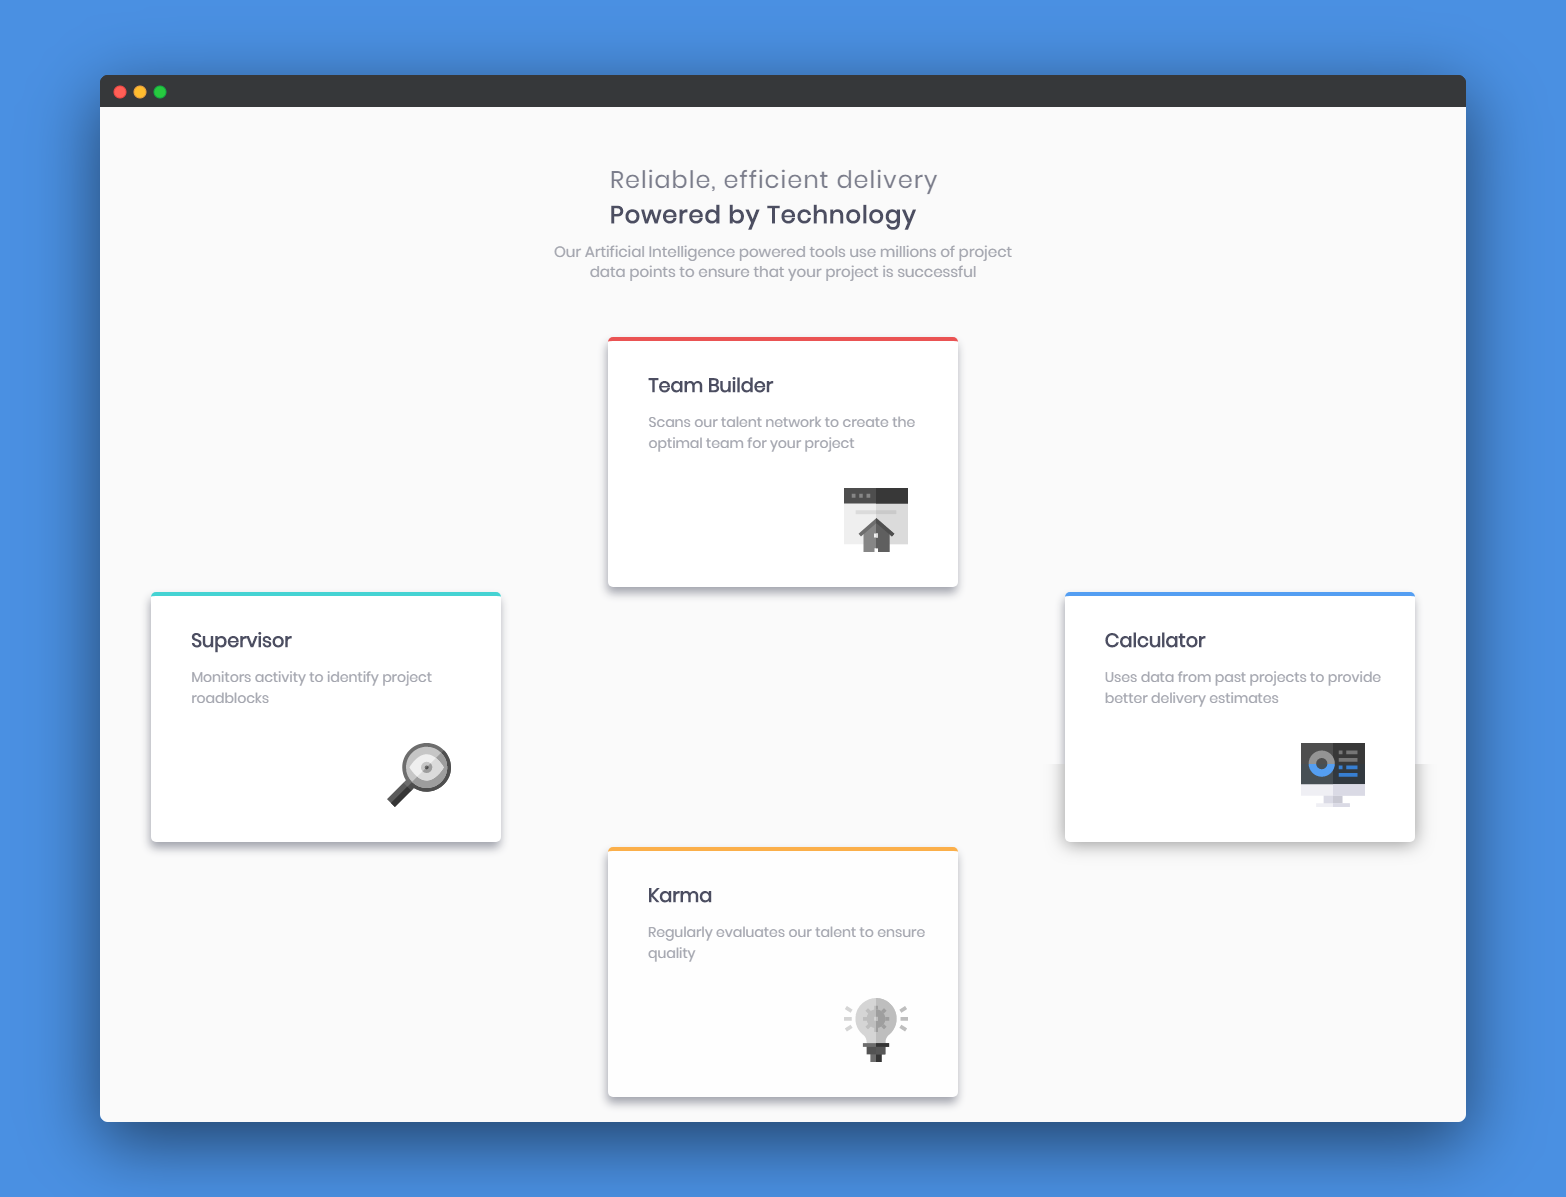 Reliable, efficient delivery
Powered by Technology
Our Artificial Intelligence powered tools use millions of project
data points to ensure that your project is successful
Team Builder
Scans our talent network to create the
optimal team for your project
Supervisor
Monitors activity to identify project
roadblocks
Calculator
Uses data from past projects to provide
better delivery estimates
Karma
Regularly evaluates our talent to ensure
quality